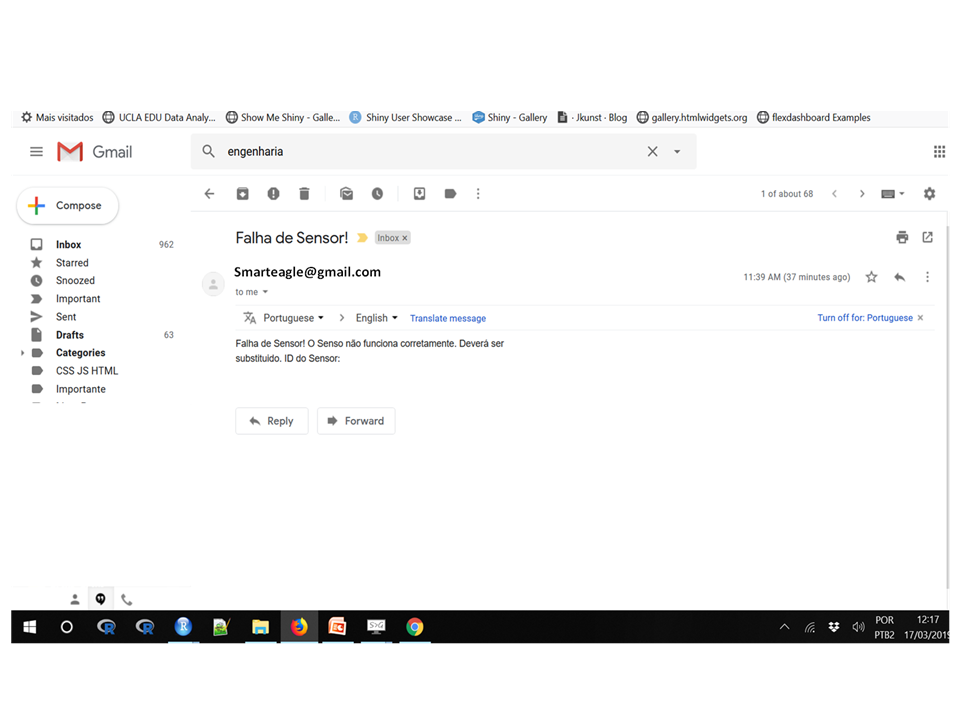 Mais visitados UCLA EDU Data Analy... Show Me Shiny - Galle... Shiny User Showcase ... Shiny - Gallery · Jkunst · Blog gallery.htmlwidgets.org flexdashboard Examples
Gmail
engenharia
Compose
1 of about 68
Inbox 962
Starred
Snoozed
Important
Sent
Drafts 63
Categories
CSS JS HTML
Importante
Falha de Sensor! Inbox x
Smarteagle@gmail.com
11:39 AM (37 minutes ago)
to me
Portuguese > English Translate message Turn off for: Portuguese x
Falha de Sensor! O Senso não funciona corretamente. Deverá ser
substituido. ID do Sensor:
Reply Forward
POR 12:17
PTB2 17/03/2019